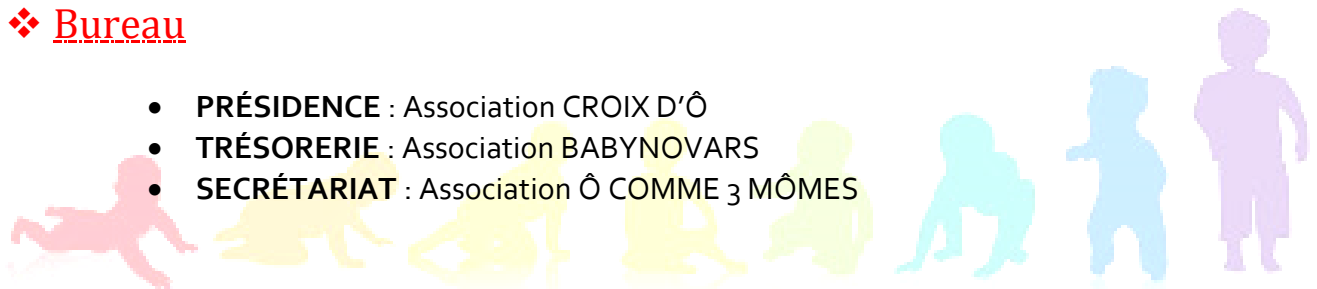 ❖ Bureau
• PRÉSIDENCE : Association CROIX D’Ô
• TRÉSORERIE : Association BABYNOVARS
• SECRÉTARIAT : Association Ô COMME 3 MÔMES